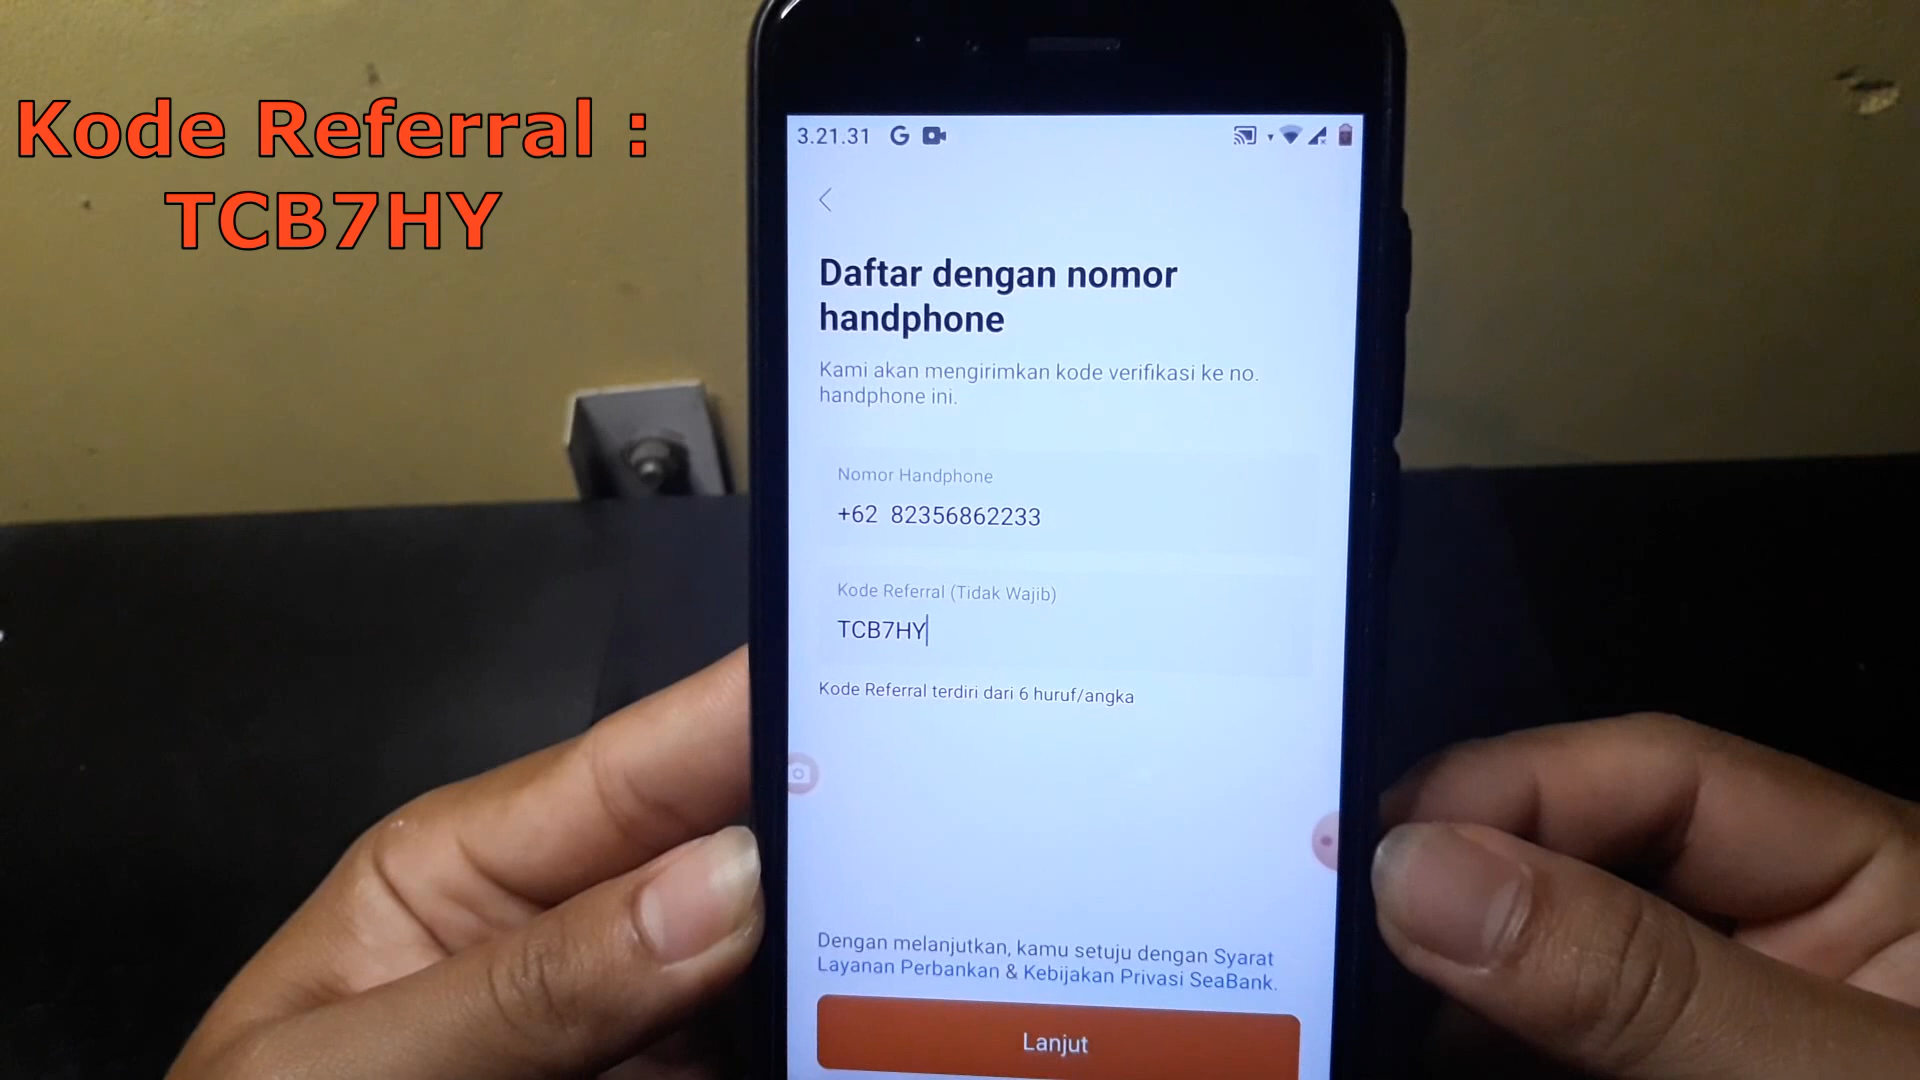 Kode Referral :
TCB7HY
3.21.31
Daftar dengan nomor
handphone
Kami akan mengirimkan kode verifikasi ke no.
handphone ini.
Nomor Handphone
+62 82356862233
Kode Referral (Tidak Wajib)
TCB7HY
Kode Referral terdiri dari 6 huruf/angka
Dengan melanjutkan, kamu setuju dengan Syarat
Layanan Perbankan & Kebijakan Privasi SeaBank.
Lanjut